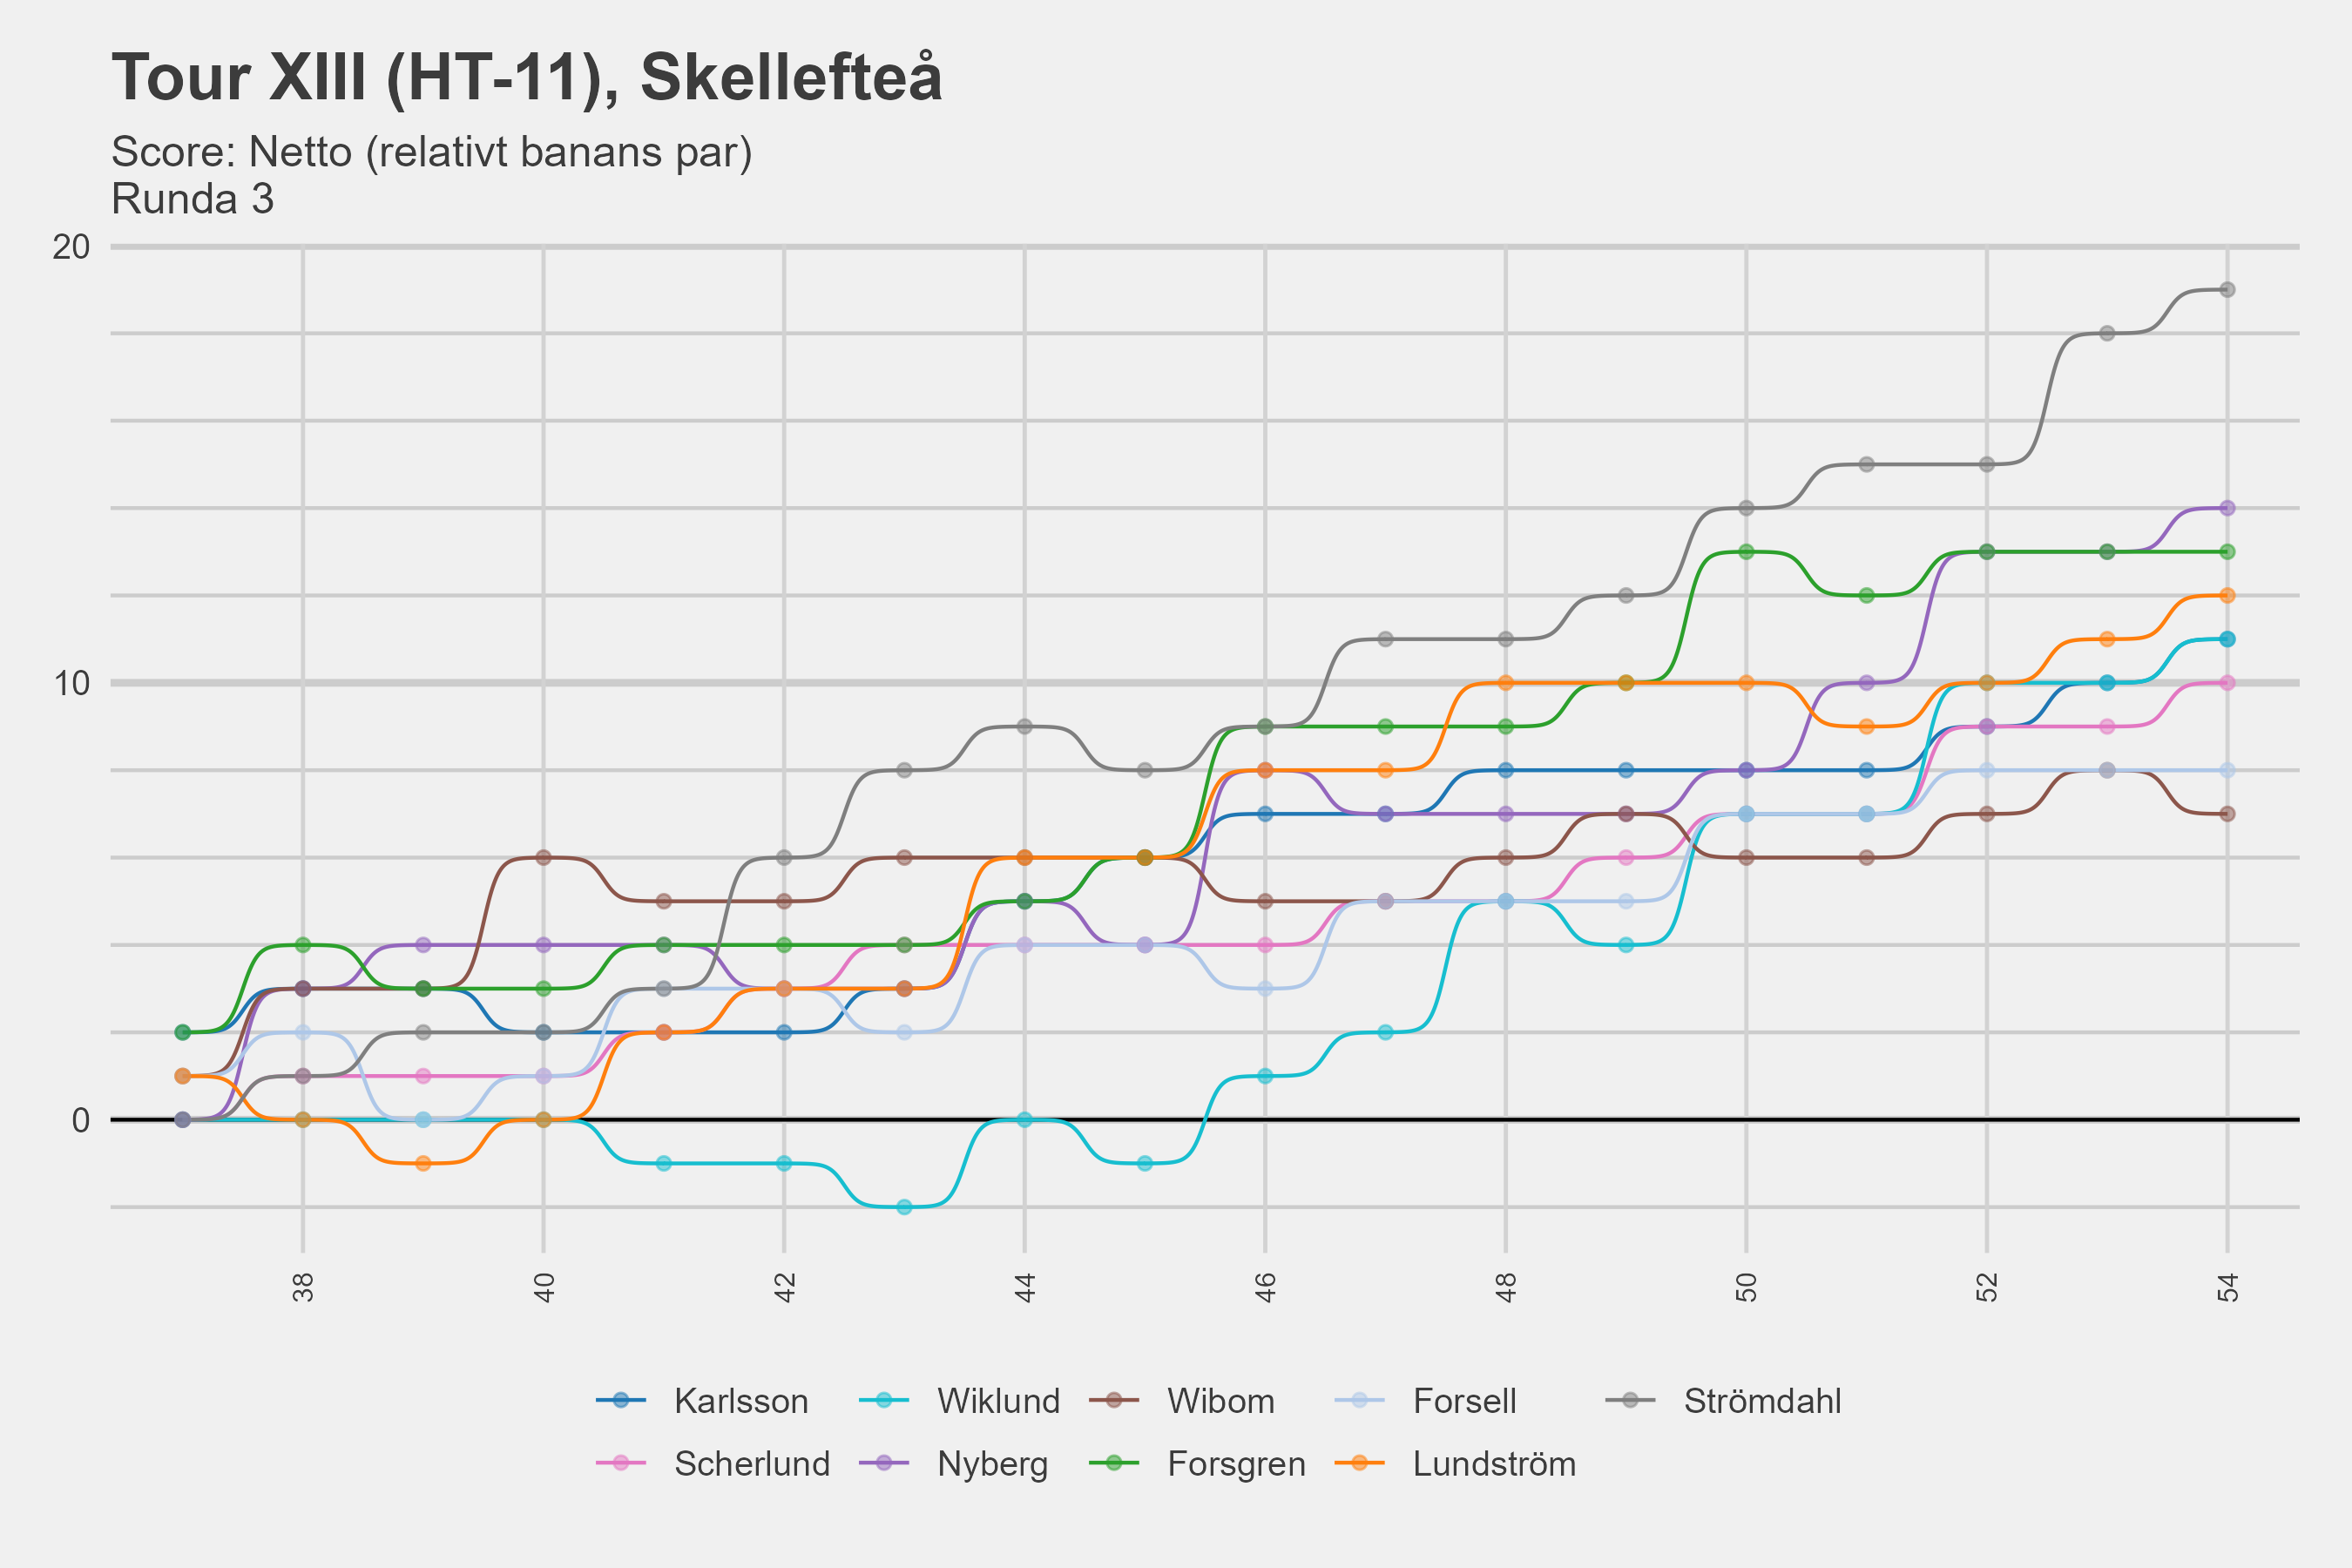 Tour XIII (HT-11), Skellefteå
Score: Netto (relativt banans par)
Runda 3
20
10
0
38 40 42 44 46 48 50 52 54
Karlsson Wiklund Wibom Forsell Strömdahl
Scherlund Nyberg Forsgren Lundström